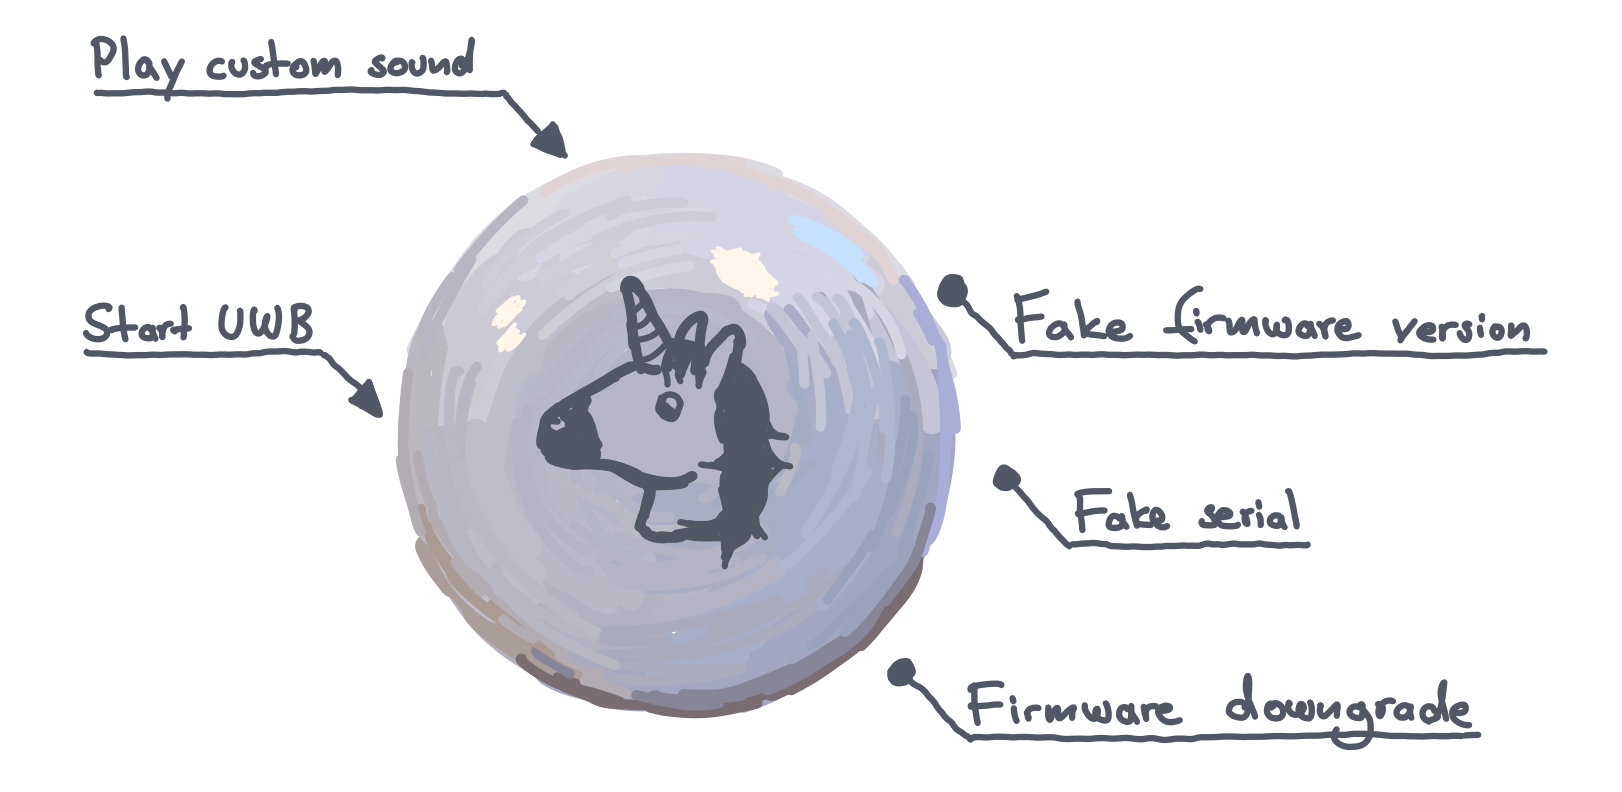 Play custom sound
Start UWB
Fake firmware version
Fake serial
Firmware downgrade